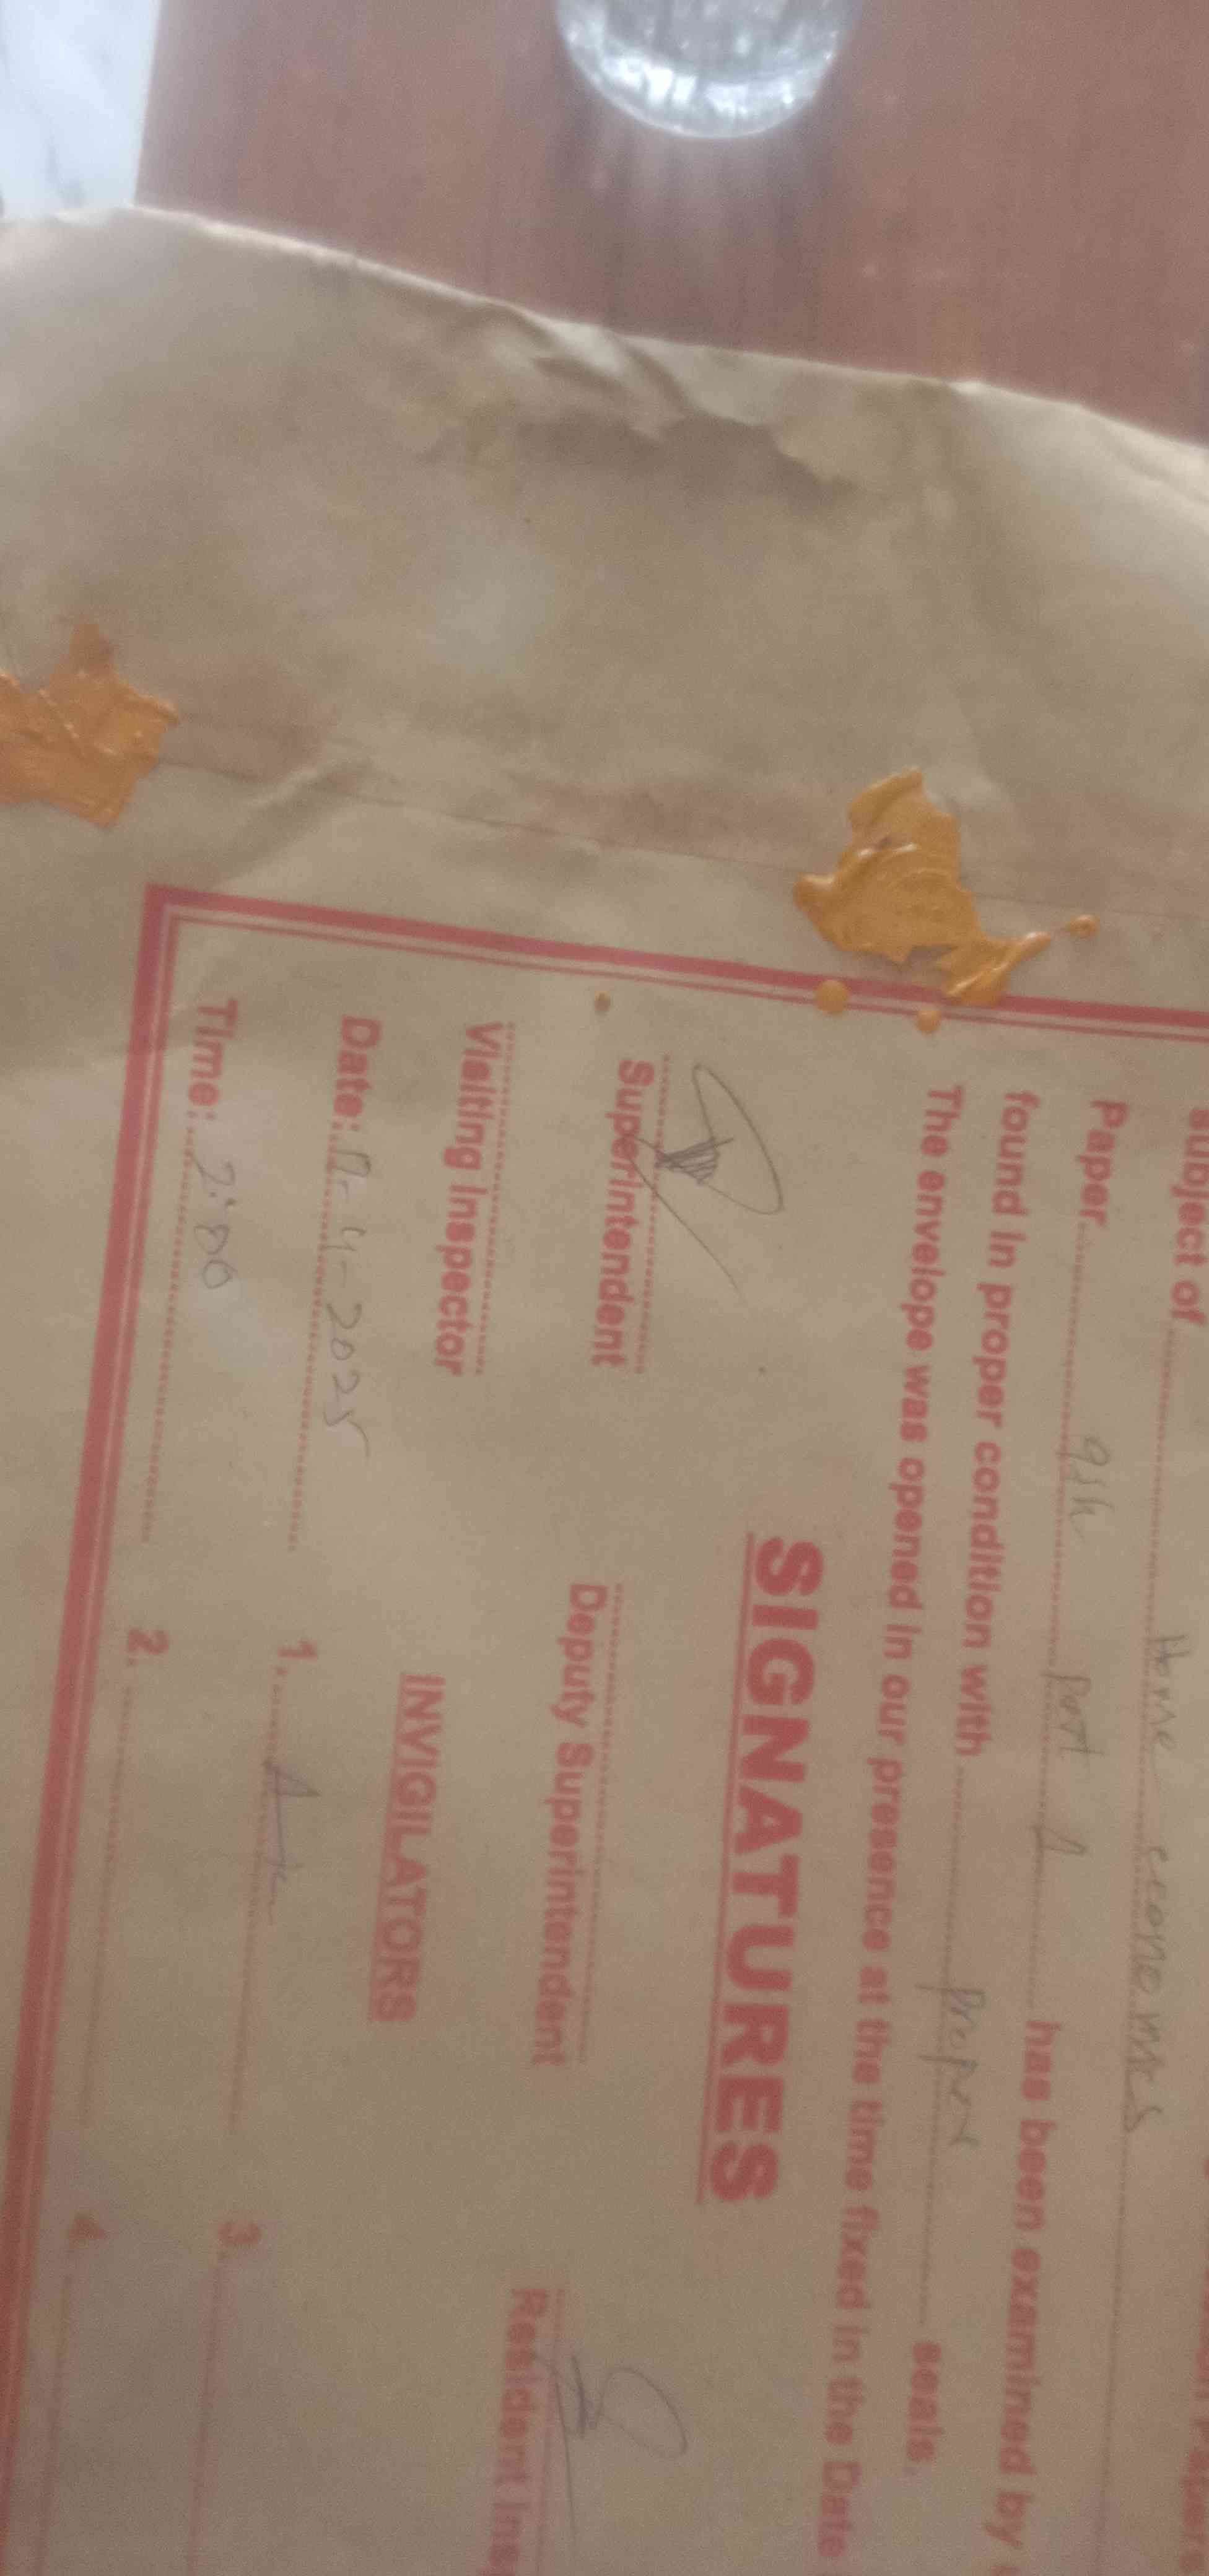 Subject of Home economics
Paper 9th Part 1 has been examined by
found in proper condition with proper seals.
The envelope was opened in our presence at the time fixed in the Date
SIGNATURES
Superintendent Deputy Superintendent Resident Insp
Visiting Inspector
INVIGILATORS
Date: 17-4-2025 1. 3.
Time: 2:00 2. 4.